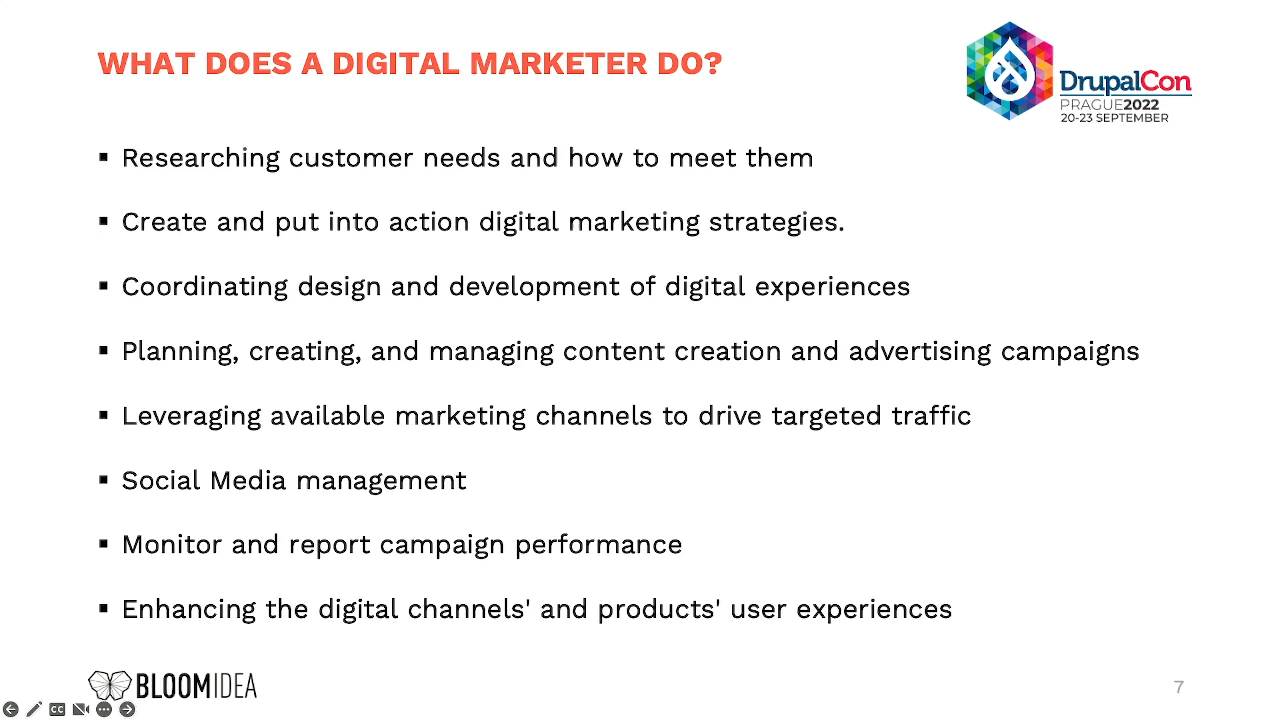 WHAT DOES A DIGITAL MARKETER DO?
DrupalCon
PRAGUE2022
20-23 SEPTEMBER
▪ Researching customer needs and how to meet them
▪ Create and put into action digital marketing strategies.
▪ Coordinating design and development of digital experiences
▪ Planning, creating, and managing content creation and advertising campaigns
▪ Leveraging available marketing channels to drive targeted traffic
▪ Social Media management
▪ Monitor and report campaign performance
▪ Enhancing the digital channels' and products' user experiences
BLOOMIDEA
7
CC